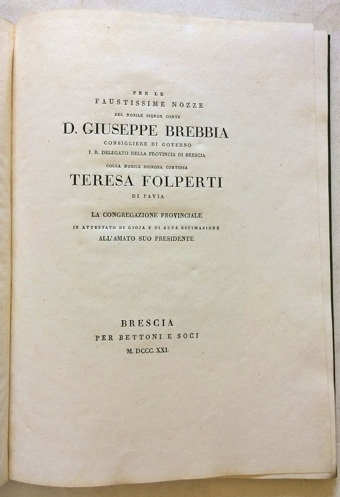 PER LE
FAUSTISSIME NOZZE
DEL NOBILE SIGNOR CONTE
D. GIUSEPPE BREBBIA
CONSIGLIERE DI GOVERNO
I. R. DELEGATO DELLA PROVINCIA DI BRESCIA
COLLA NOBILE SIGNORA CONTESSA
TERESA FOLPERTI
DI PAVIA
LA CONGREGAZIONE PROVINCIALE
IN ATTESTATO DI GIOJA E DI ALTA ESTIMAZIONE
ALL'AMATO SUO PRESIDENTE
BRESCIA
PER BETTONI E SOCJ
M. DCCC. XXI.